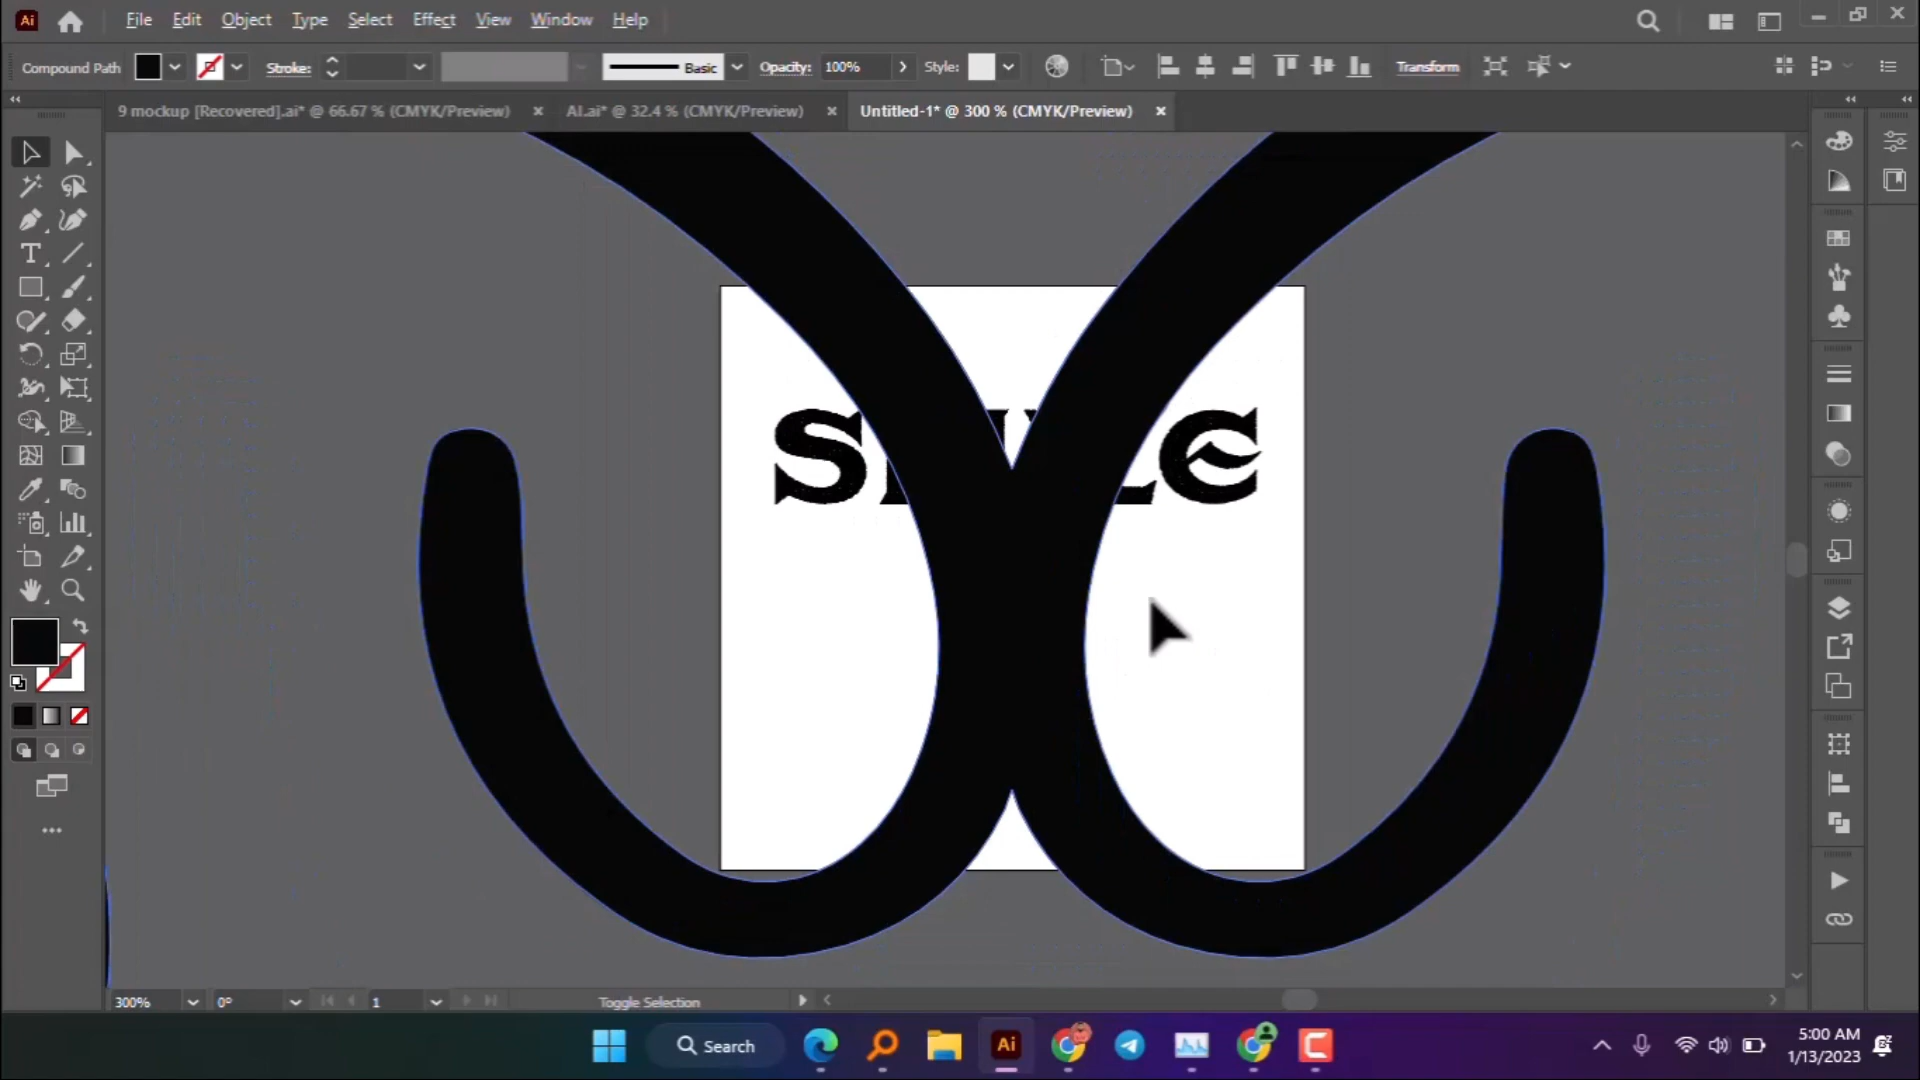 Ai File Edit Object Type Select Effect View Window Help
Compound Path Stroke: Basic Opacity: 100% Style: Transform
9 mockup [Recovered].ai* @ 66.67 % (CMYK/Preview) × AI.ai* @ 32.4 % (CMYK/Preview) × Untitled-1* @ 300 % (CMYK/Preview) ×
300% 0° 1 Toggle Selection
Search Ai 5:00 AM
1/13/2023